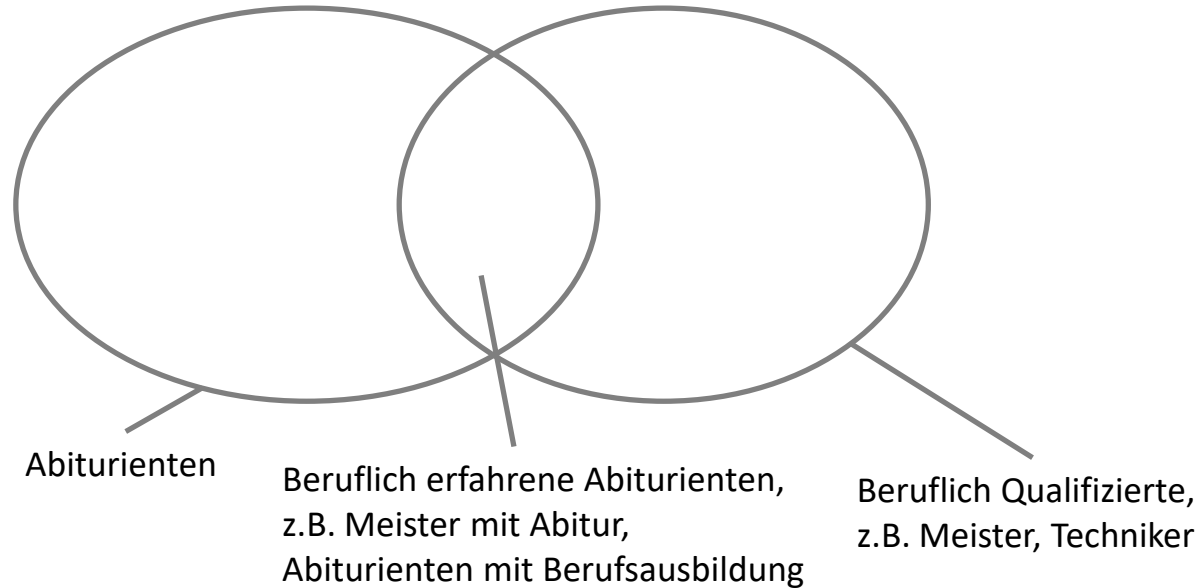 Abiturienten
Beruflich erfahrene Abiturienten,
z.B. Meister mit Abitur,
Abiturienten mit Berufsausbildung
Beruflich Qualifizierte,
z.B. Meister, Techniker